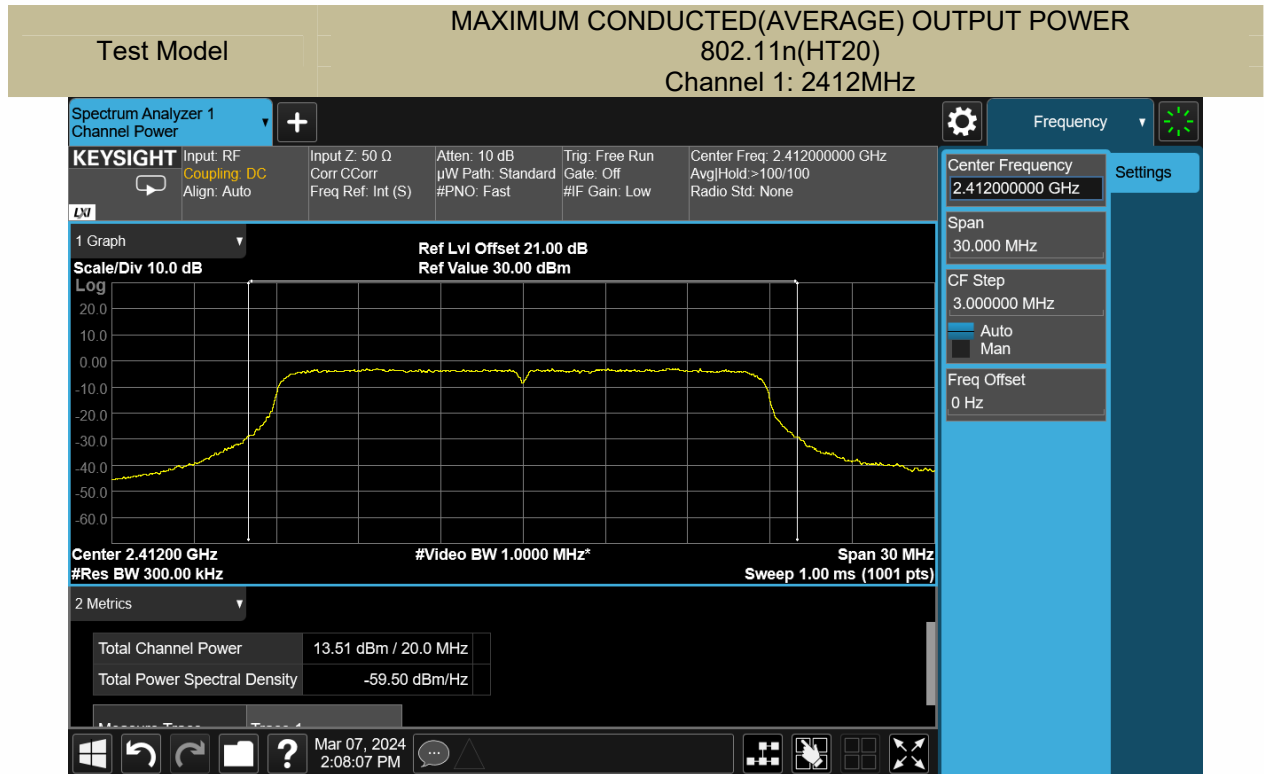 Test Model
MAXIMUM CONDUCTED(AVERAGE) OUTPUT POWER
802.11n(HT20)
Channel 1: 2412MHz
Spectrum Analyzer 1
Channel Power
+
Frequency
KEYSIGHT
Input: RF
Coupling: DC
Align: Auto
Input Z: 50 Ω
Corr CCorr
Freq Ref: Int (S)
Atten: 10 dB
µW Path: Standard
#PNO: Fast
Trig: Free Run
Gate: Off
#IF Gain: Low
Center Freq: 2.412000000 GHz
Avg|Hold:>100/100
Radio Std: None
LXI
Center Frequency
2.412000000 GHz
Settings
Span
30.000 MHz
CF Step
3.000000 MHz
Auto
Man
Freq Offset
0 Hz
1 Graph
Scale/Div 10.0 dB
Ref Lvl Offset 21.00 dB
Ref Value 30.00 dBm
Log
20.0
10.0
0.00
-10.0
-20.0
-30.0
-40.0
-50.0
-60.0
Center 2.41200 GHz
#Video BW 1.0000 MHz*
Span 30 MHz
#Res BW 300.00 kHz
Sweep 1.00 ms (1001 pts)
2 Metrics
Total Channel Power
13.51 dBm / 20.0 MHz
Total Power Spectral Density
-59.50 dBm/Hz
Measure Trace
Trace 1
?
Mar 07, 2024
2:08:07 PM